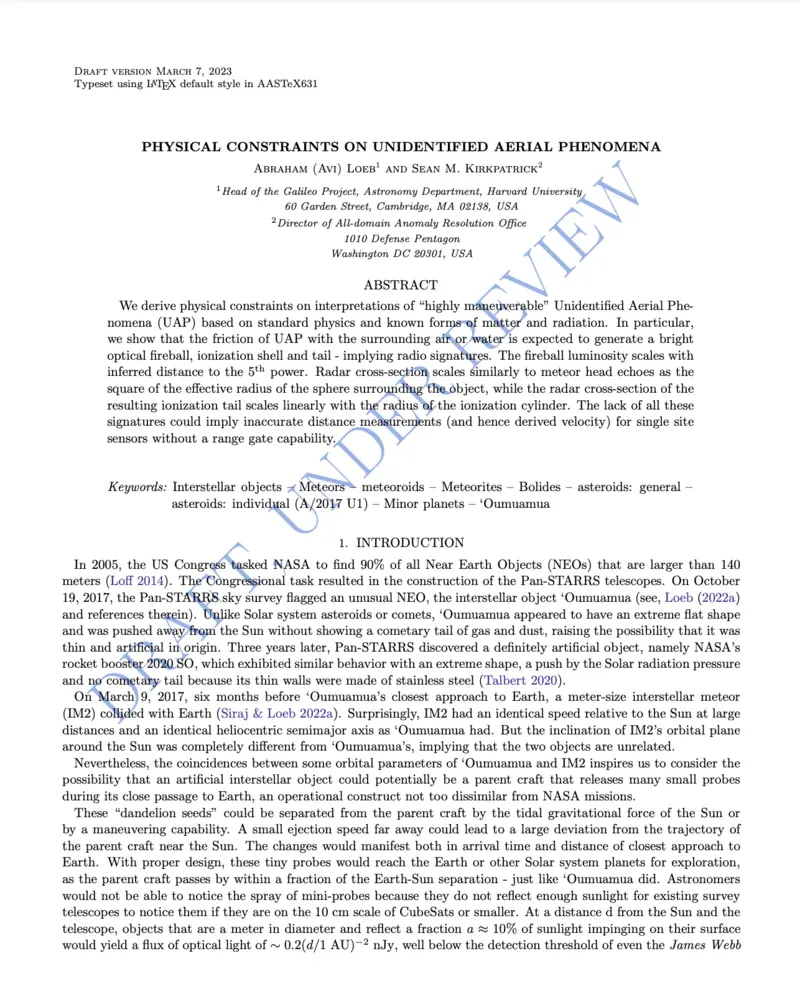 DRAFT VERSION MARCH 7, 2023
Typeset using LATEX default style in AASTeX631
PHYSICAL CONSTRAINTS ON UNIDENTIFIED AERIAL PHENOMENA
ABRAHAM (AVI) LOEB¹ AND SEAN M. KIRKPATRICK²
¹Head of the Galileo Project, Astronomy Department, Harvard University
60 Garden Street, Cambridge, MA 02138, USA
²Director of All-domain Anomaly Resolution Office
1010 Defense Pentagon
Washington DC 20301, USA
ABSTRACT
We derive physical constraints on interpretations of “highly maneuverable” Unidentified Aerial Phe-
nomena (UAP) based on standard physics and known forms of matter and radiation. In particular,
we show that the friction of UAP with the surrounding air or water is expected to generate a bright
optical fireball, ionization shell and tail - implying radio signatures. The fireball luminosity scales with
inferred distance to the 5th power. Radar cross-section scales similarly to meteor head echoes as the
square of the effective radius of the sphere surrounding the object, while the radar cross-section of the
resulting ionization tail scales linearly with the radius of the ionization cylinder. The lack of all these
signatures could imply inaccurate distance measurements (and hence derived velocity) for single site
sensors without a range gate capability.
Keywords: Interstellar objects – Meteors – meteoroids – Meteorites – Bolides – asteroids: general –
asteroids: individual (A/2017 U1) – Minor planets – ‘Oumuamua
1. INTRODUCTION
In 2005, the US Congress tasked NASA to find 90% of all Near Earth Objects (NEOs) that are larger than 140
meters (Loff 2014). The Congressional task resulted in the construction of the Pan-STARRS telescopes. On October
19, 2017, the Pan-STARRS sky survey flagged an unusual NEO, the interstellar object ‘Oumuamua (see, Loeb (2022a)
and references therein). Unlike Solar system asteroids or comets, ‘Oumuamua appeared to have an extreme flat shape
and was pushed away from the Sun without showing a cometary tail of gas and dust, raising the possibility that it was
thin and artificial in origin. Three years later, Pan-STARRS discovered a definitely artificial object, namely NASA’s
rocket booster 2020 SO, which exhibited similar behavior with an extreme shape, a push by the Solar radiation pressure
and no cometary tail because its thin walls were made of stainless steel (Talbert 2020).
On March 9, 2017, six months before ‘Oumuamua’s closest approach to Earth, a meter-size interstellar meteor
(IM2) collided with Earth (Siraj & Loeb 2022a). Surprisingly, IM2 had an identical speed relative to the Sun at large
distances and an identical heliocentric semimajor axis as ‘Oumuamua had. But the inclination of IM2’s orbital plane
around the Sun was completely different from ‘Oumuamua’s, implying that the two objects are unrelated.
Nevertheless, the coincidences between some orbital parameters of ‘Oumuamua and IM2 inspires us to consider the
possibility that an artificial interstellar object could potentially be a parent craft that releases many small probes
during its close passage to Earth, an operational construct not too dissimilar from NASA missions.
These “dandelion seeds” could be separated from the parent craft by the tidal gravitational force of the Sun or
by a maneuvering capability. A small ejection speed far away could lead to a large deviation from the trajectory of
the parent craft near the Sun. The changes would manifest both in arrival time and distance of closest approach to
Earth. With proper design, these tiny probes would reach the Earth or other Solar system planets for exploration,
as the parent craft passes by within a fraction of the Earth-Sun separation - just like ‘Oumuamua did. Astronomers
would not be able to notice the spray of mini-probes because they do not reflect enough sunlight for existing survey
telescopes to notice them if they are on the 10 cm scale of CubeSats or smaller. At a distance d from the Sun and the
telescope, objects that are a meter in diameter and reflect a fraction a ≈ 10% of sunlight impinging on their surface
would yield a flux of optical light of ∼ 0.2(d/1 AU)⁻² nJy, well below the detection threshold of even the James Webb
DRAFT UNDER REVIEW